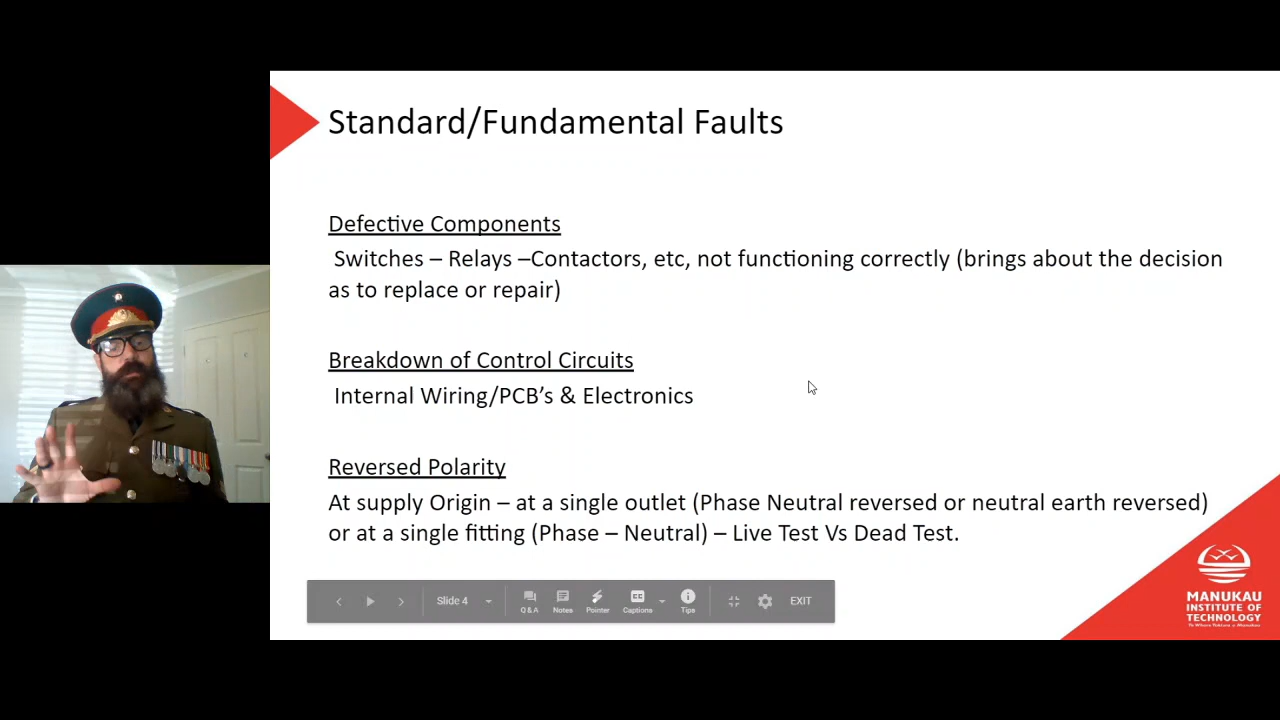 Standard/Fundamental Faults
Defective Components
Switches – Relays –Contactors, etc, not functioning correctly (brings about the decision
as to replace or repair)
Breakdown of Control Circuits
Internal Wiring/PCB's & Electronics
Reversed Polarity
At supply Origin – at a single outlet (Phase Neutral reversed or neutral earth reversed)
or at a single fitting (Phase – Neutral) – Live Test Vs Dead Test.
Slide 4
Q & A
Notes
Pointer
Captions
Tips
EXIT
MANUKAU
INSTITUTE OF
TECHNOLOGY